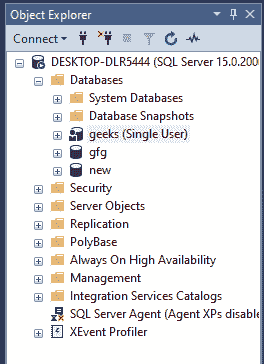 Object Explorer
Connect
DESKTOP-DLR5444 (SQL Server 15.0.200
Databases
System Databases
Database Snapshots
geeks (Single User)
gfg
new
Security
Server Objects
Replication
PolyBase
Always On High Availability
Management
Integration Services Catalogs
SQL Server Agent (Agent XPs disable
XEvent Profiler